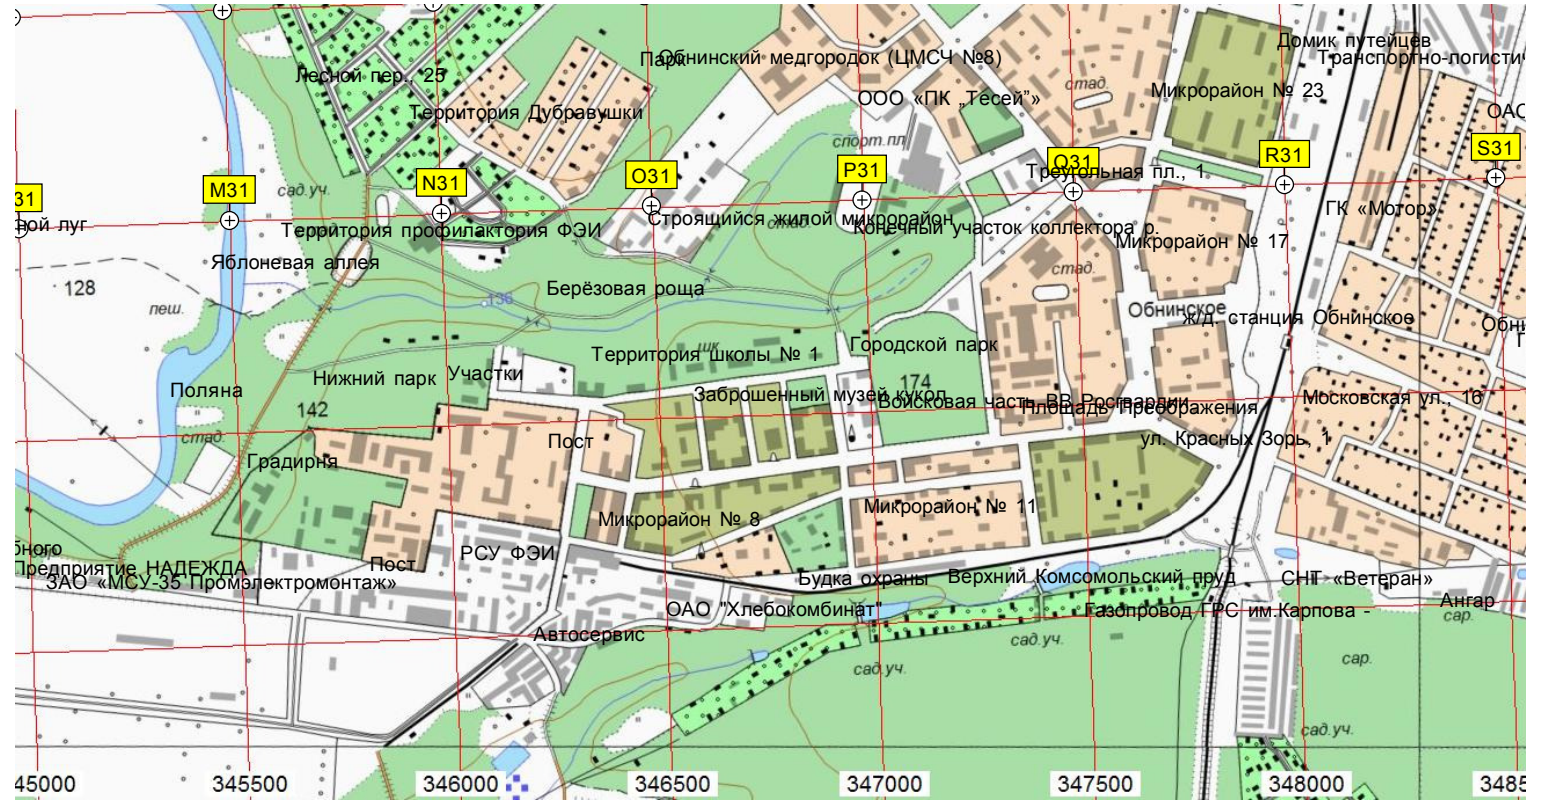 Домик путейцев
Парк
Обнинский медгородок (ЦМСЧ №8)
Транспортно-логистич
Лесной пер., 25
стад.
Микрорайон № 23
ООО «ПК „Тесей”»
Территория Дубравушки
ОАО
спорт.пл
S31
R31
Q31
P31
O31
N31
M31
31
Треугольная пл., 1
сад.уч.
ГК «Мотор»
Строящийся жилой микрорайон
стад.
ной луг
Территория профилактория ФЭИ
Конечный участок коллектора р.
Микрорайон № 17
Яблоневая аллея
стад.
128
Берёзовая роща
136
пеш.
Обнинское
ж/д. станция Обнинское
Обни
Территория школы № 1
шк
Городской парк
Нижний парк
Участки
174
Поляна
Заброшенный музей кукол
Войсковая часть ВВ Росгвардии
Площадь Преображения
Московская ул., 16
142
стад.
Пост
ул. Красных Зорь, 1
Градирня
Микрорайон № 11
Микрорайон № 8
бного
РСУ ФЭИ
Предприятие НАДЕЖДА
Пост
ЗАО «МСУ-35 Промэлектромонтаж»
Будка охраны
Верхний Комсомольский пруд
СНТ «Ветеран»
ОАО "Хлебокомбинат"
Газопровод ГРС им.Карпова -
Ангар
сар.
Автосервис
сад.уч.
сад.уч.
сар.
сад.уч.
45000
345500
346000
346500
347000
347500
348000
3485